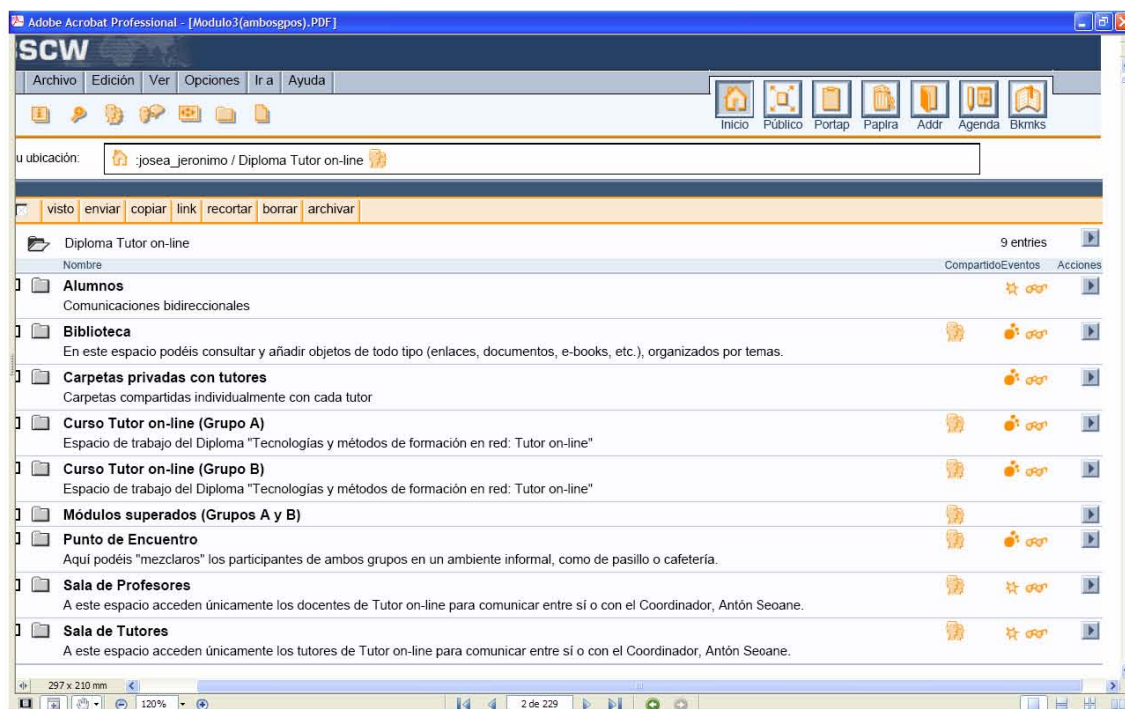 Adobe Acrobat Professional - [Modulo3(ambosgpos).PDF]
SCW
Archivo Edición Ver Opciones Ir a Ayuda
Inicio Público Portap Paplra Addr Agenda Bkmks
u ubicación: :josea_jeronimo / Diploma Tutor on-line
visto enviar copiar link recortar borrar archivar
Diploma Tutor on-line 9 entries
Nombre Compartido Eventos Acciones
Alumnos
Comunicaciones bidireccionales
Biblioteca
En este espacio podéis consultar y añadir objetos de todo tipo (enlaces, documentos, e-books, etc.), organizados por temas.
Carpetas privadas con tutores
Carpetas compartidas individualmente con cada tutor
Curso Tutor on-line (Grupo A)
Espacio de trabajo del Diploma "Tecnologías y métodos de formación en red: Tutor on-line"
Curso Tutor on-line (Grupo B)
Espacio de trabajo del Diploma "Tecnologías y métodos de formación en red: Tutor on-line"
Módulos superados (Grupos A y B)
Punto de Encuentro
Aquí podéis "mezclaros" los participantes de ambos grupos en un ambiente informal, como de pasillo o cafetería.
Sala de Profesores
A este espacio acceden únicamente los docentes de Tutor on-line para comunicar entre sí o con el Coordinador, Antón Seoane.
Sala de Tutores
A este espacio acceden únicamente los tutores de Tutor on-line para comunicar entre sí o con el Coordinador, Antón Seoane.
297 x 210 mm
120% 2 de 229